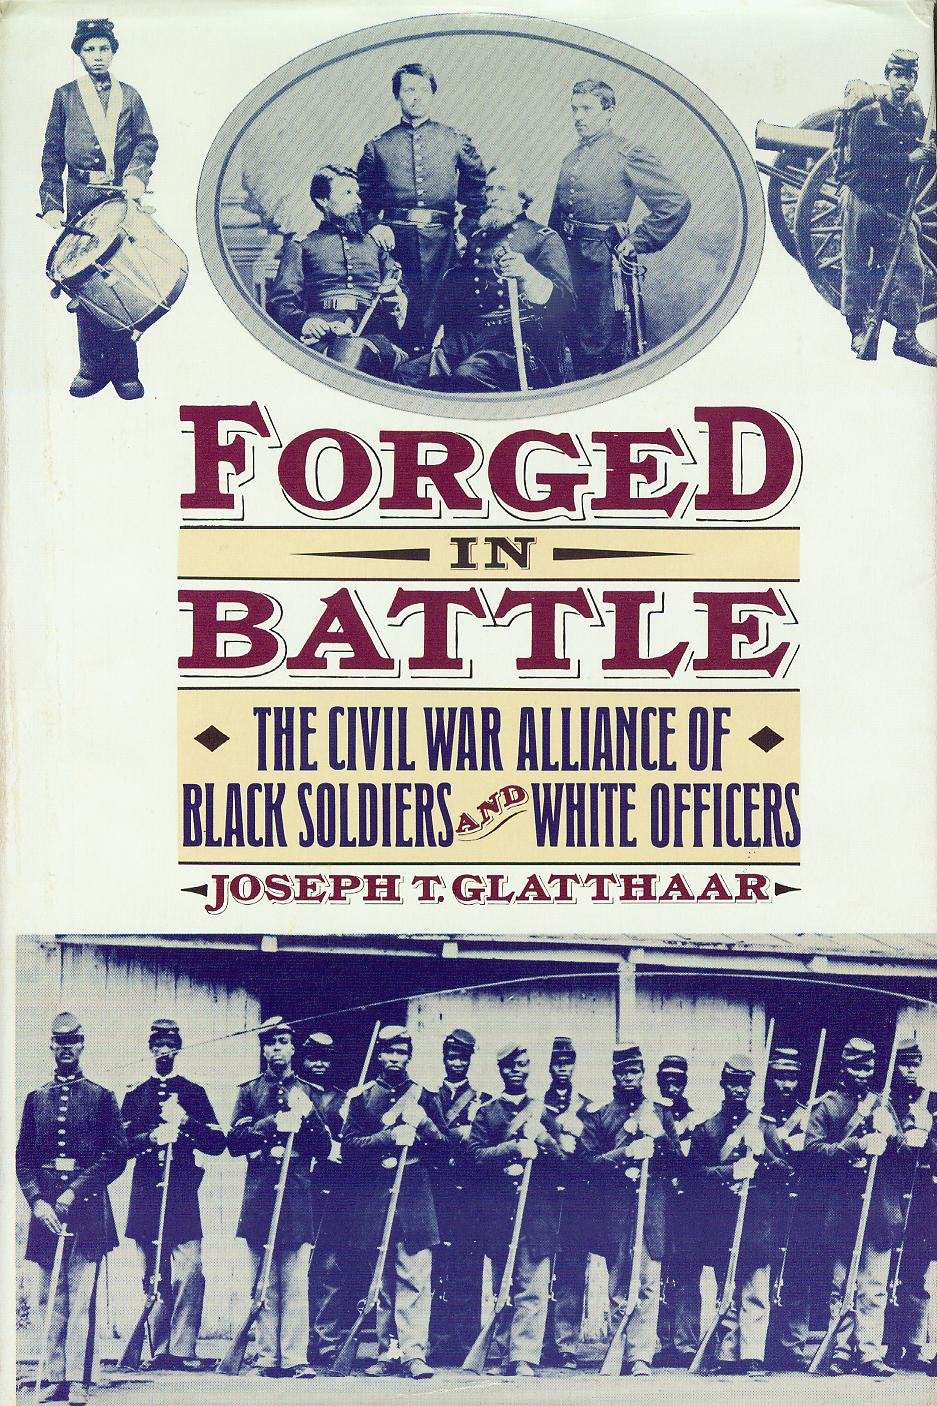 FORGED
IN
BATTLE
THE CIVIL WAR ALLIANCE OF
BLACK SOLDIERS AND WHITE OFFICERS
JOSEPH T. GLATTHAAR